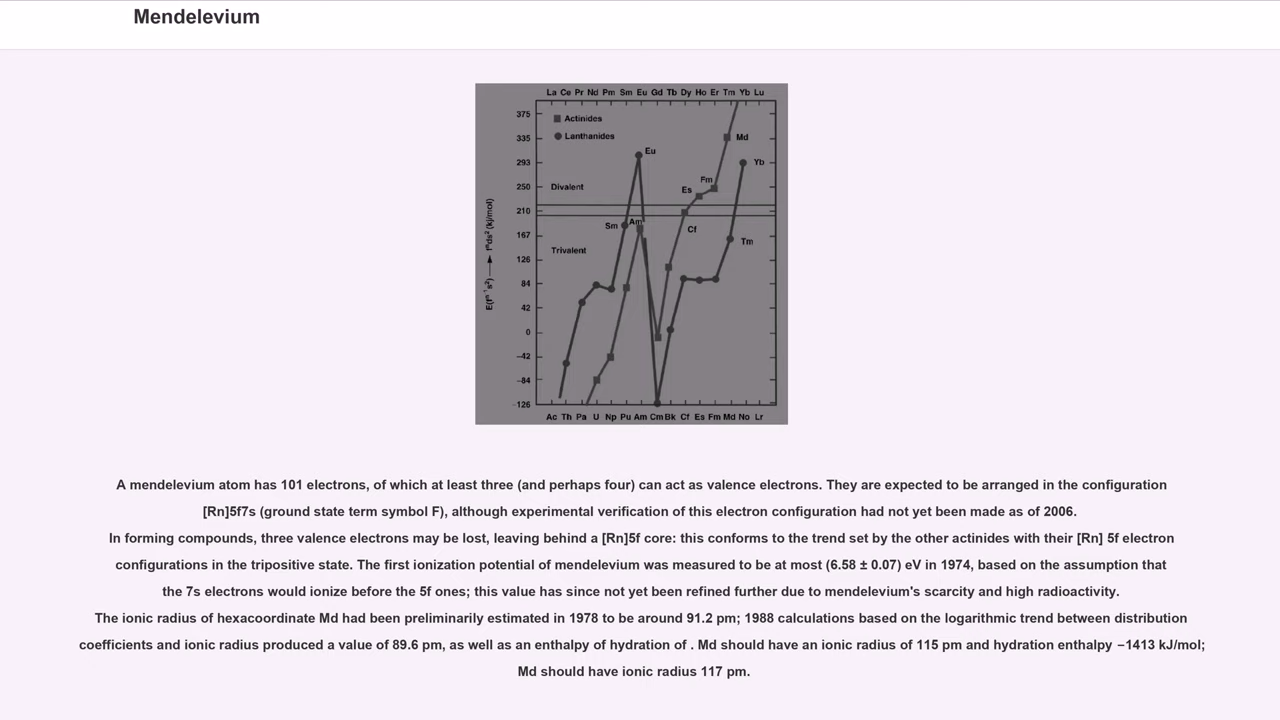 Mendelevium
La Ce Pr Nd Pm Sm Eu Gd Tb Dy Ho Er Tm Yb Lu
375
Actinides
Lanthanides
335
Md
Eu
293
Yb
250
Divalent
Es
Fm
210
Sm
Am
Cf
167
Trivalent
Tm
126
84
42
0
−42
−84
−126
E(fⁿ⁻¹s²) → fⁿds² (kj/mol)
Ac Th Pa U Np Pu Am Cm Bk Cf Es Fm Md No Lr
A mendelevium atom has 101 electrons, of which at least three (and perhaps four) can act as valence electrons. They are expected to be arranged in the configuration
[Rn]5f7s (ground state term symbol F), although experimental verification of this electron configuration had not yet been made as of 2006.
In forming compounds, three valence electrons may be lost, leaving behind a [Rn]5f core: this conforms to the trend set by the other actinides with their [Rn] 5f electron
configurations in the tripositive state. The first ionization potential of mendelevium was measured to be at most (6.58 ± 0.07) eV in 1974, based on the assumption that
the 7s electrons would ionize before the 5f ones; this value has since not yet been refined further due to mendelevium's scarcity and high radioactivity.
The ionic radius of hexacoordinate Md had been preliminarily estimated in 1978 to be around 91.2 pm; 1988 calculations based on the logarithmic trend between distribution
coefficients and ionic radius produced a value of 89.6 pm, as well as an enthalpy of hydration of . Md should have an ionic radius of 115 pm and hydration enthalpy −1413 kJ/mol;
Md should have ionic radius 117 pm.